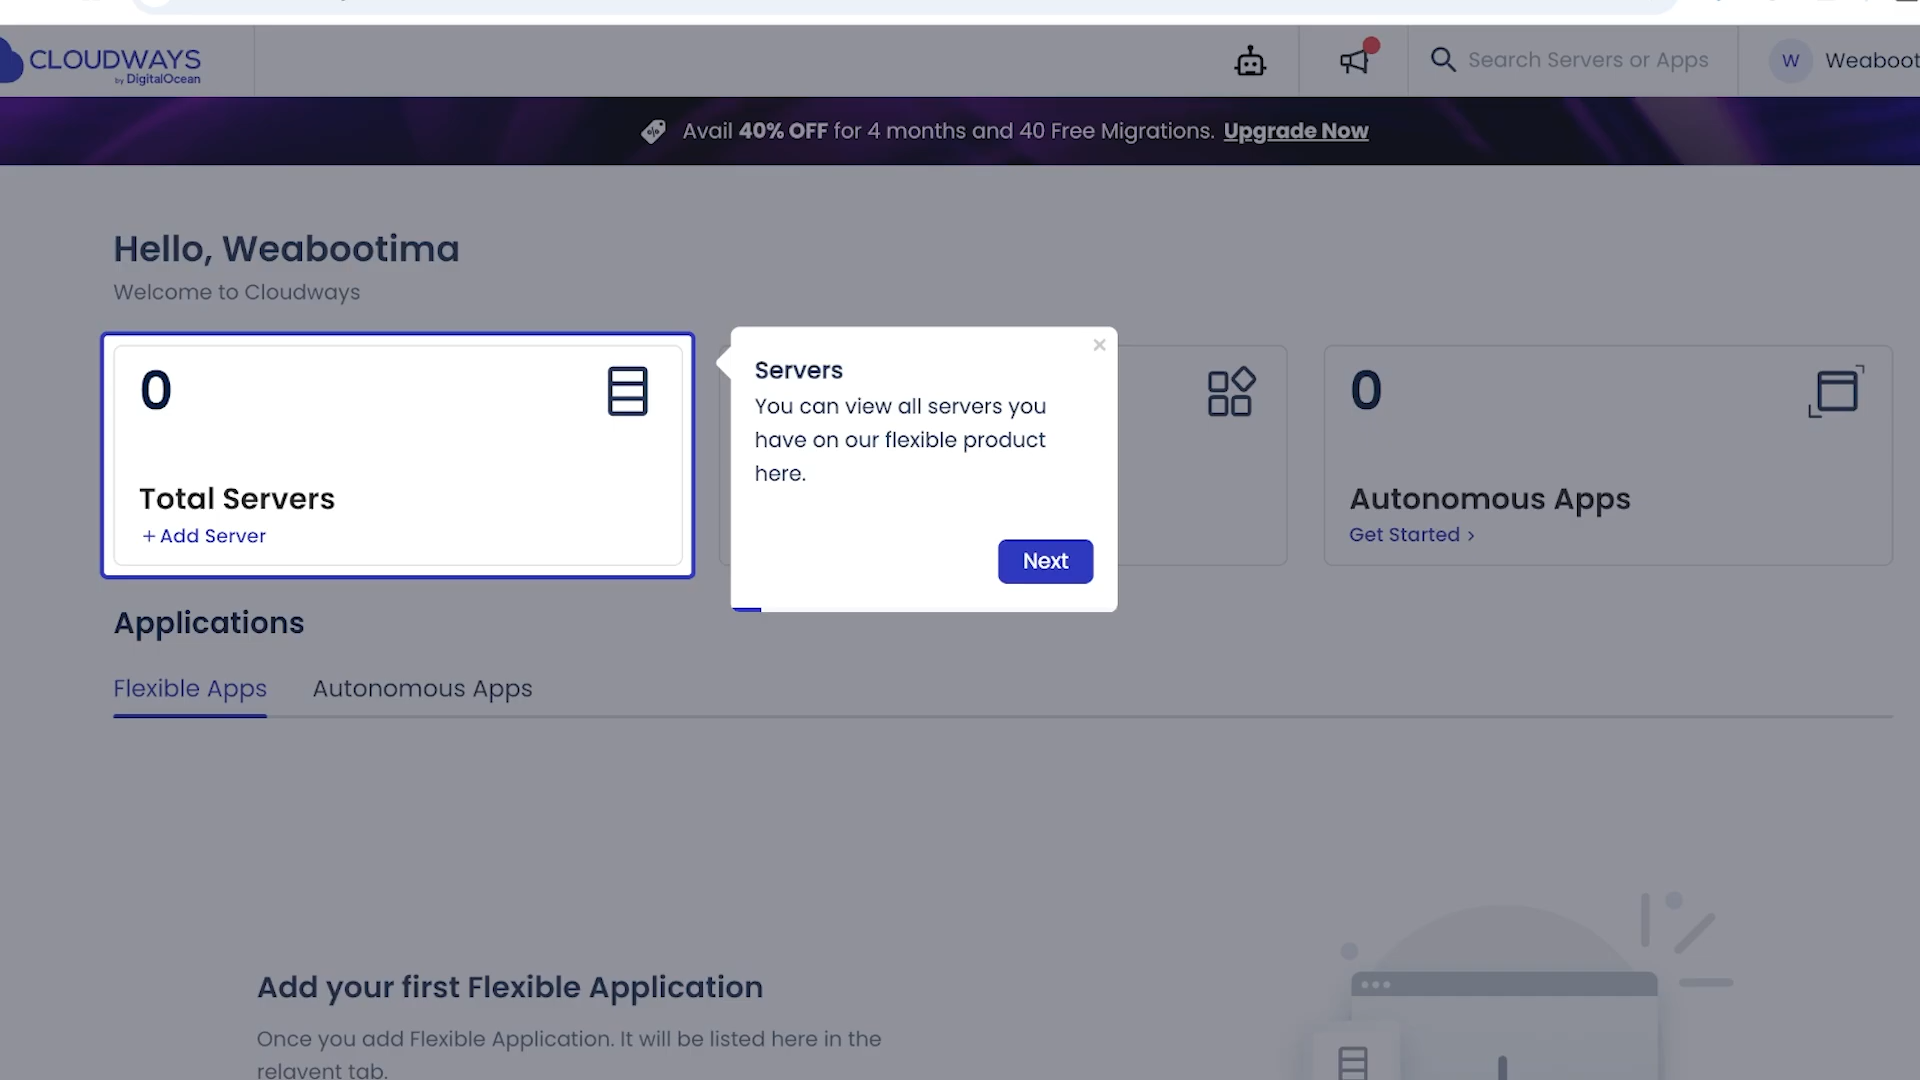 CLOUDWAYS
by DigitalOcean
Search Servers or Apps
W
Weaboot
Avail 40% OFF for 4 months and 40 Free Migrations. Upgrade Now
Hello, Weabootima
Welcome to Cloudways
0
Total Servers
+ Add Server
Servers
You can view all servers you
have on our flexible product
here.
Next
0
Autonomous Apps
Get Started >
Applications
Flexible Apps
Autonomous Apps
Add your first Flexible Application
Once you add Flexible Application. It will be listed here in the
relavent tab.